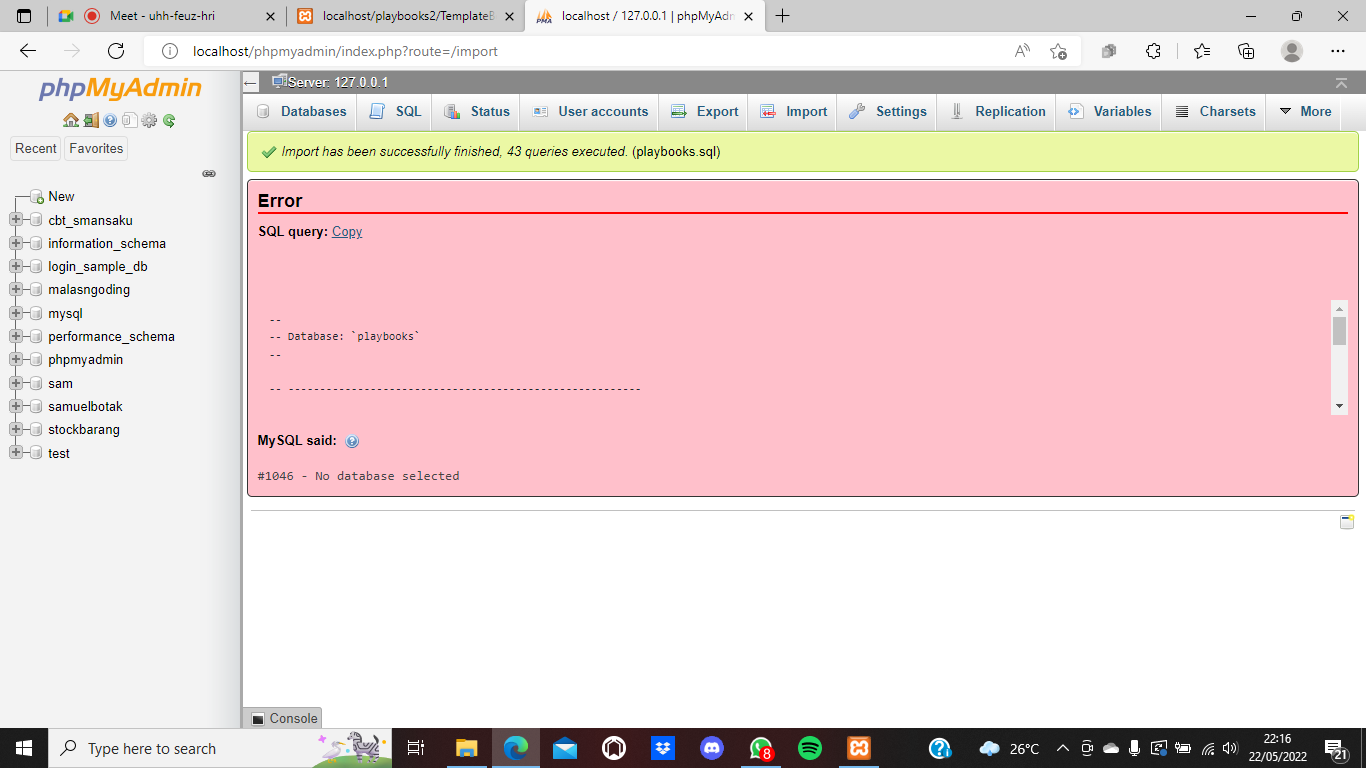 Meet - uhh-feuz-hri
localhost/playbooks2/TemplateB
localhost / 127.0.0.1 | phpMyAdm
localhost/phpmyadmin/index.php?route=/import
phpMyAdmin
Recent
Favorites
New
cbt_smansaku
information_schema
login_sample_db
malasngoding
mysql
performance_schema
phpmyadmin
sam
samuelbotak
stockbarang
test
Server: 127.0.0.1
Databases
SQL
Status
User accounts
Export
Import
Settings
Replication
Variables
Charsets
More
Import has been successfully finished, 43 queries executed. (playbooks.sql)
Error
SQL query: Copy
--
-- Database: `playbooks`
--
-- --------------------------------------------------------
MySQL said:
#1046 - No database selected
Console
Type here to search
8
26°C
22:16
22/05/2022
21